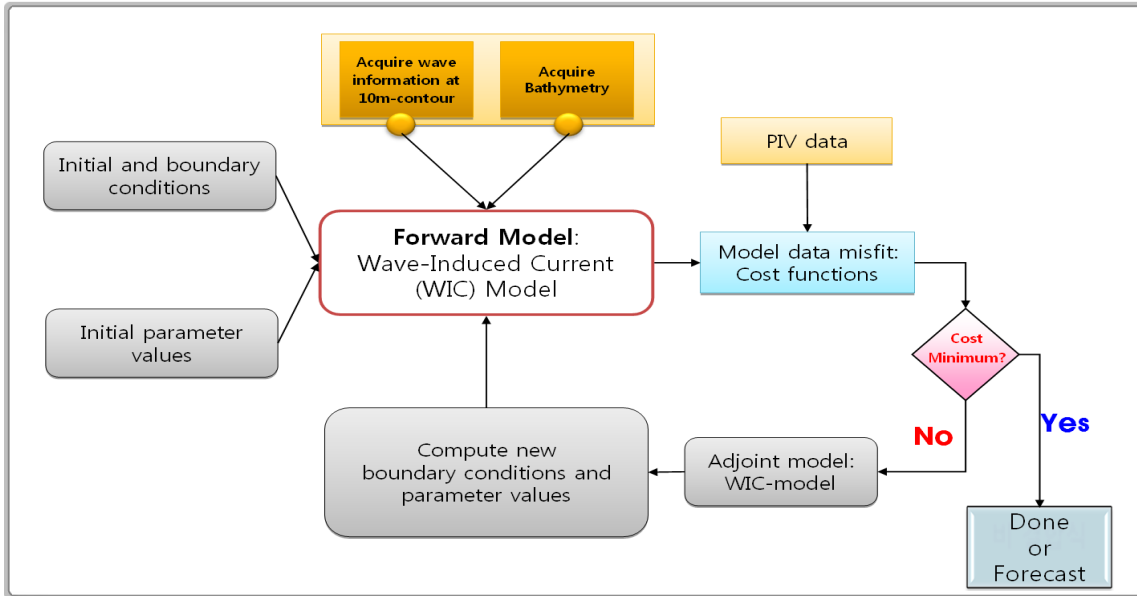 Acquire wave
information at
10m-contour
Acquire
Bathymetry
PIV data
Initial and boundary
conditions
Forward Model:
Wave-Induced Current
(WIC) Model
Model data misfit:
Cost functions
Initial parameter
values
Cost
Minimum?
No
Yes
Compute new
boundary conditions and
parameter values
Adjoint model:
WIC-model
Done
or
Forecast